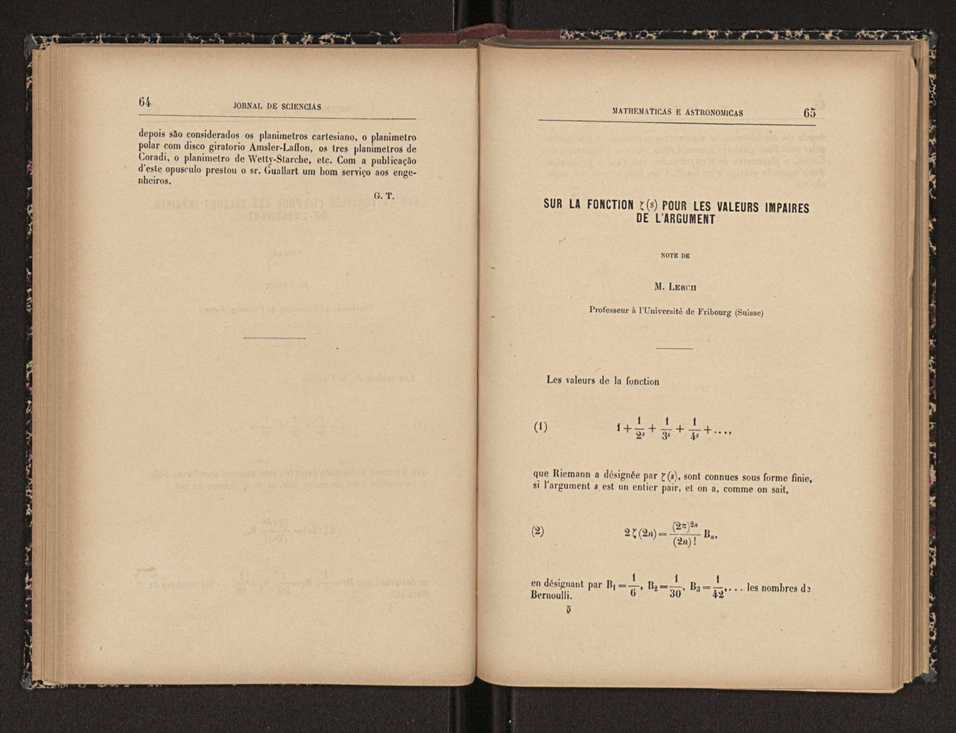 64 JORNAL DE SCIENCIAS
depois são considerados os planimetros cartesiano, o planimetro
polar com disco giratorio Amsler-Laffon, os tres planimetros de
Coradi, o planimetro de Wetty-Starche, etc. Com a publicação
d'este opusculo prestou o sr. Guallart um bom serviço aos enge-
nheiros.
G. T.
MATHEMATICAS E ASTRONOMICAS 65
SUR LA FONCTION ζ(s) POUR LES VALEURS IMPAIRES
DE L'ARGUMENT
NOTE DE
M. LERCH
Professeur à l'Université de Fribourg (Suisse)
Les valeurs de la fonction
(1) 1 + 1/2^s + 1/3^s + 1/4^s + ....,
que Riemann a désignée par ζ(s), sont connues sous forme finie,
si l'argument s est un entier pair, et on a, comme on sait,
(2) 2 ζ(2n) = (2π)^2n / (2n)! B_n,
en désignant par B₁ = 1/6, B₂ = 1/30, B₃ = 1/42, ... les nombres de
Bernoulli.
5